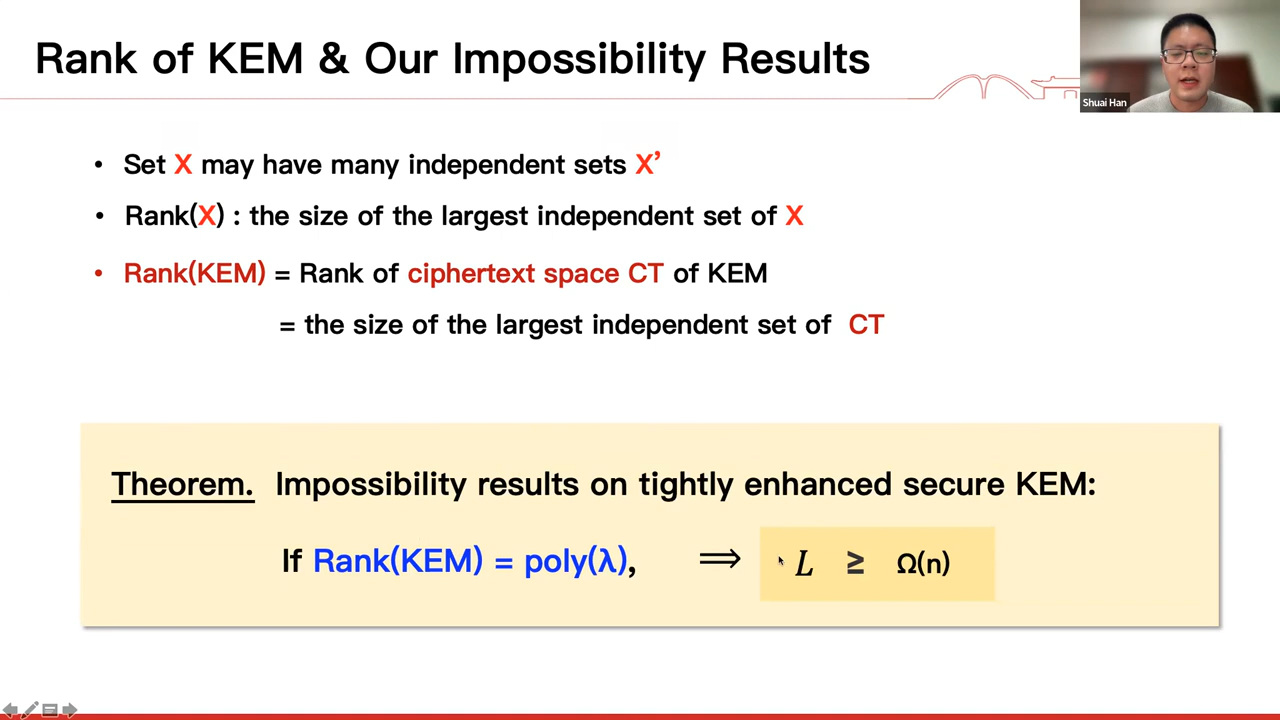 Rank of KEM & Our Impossibility Results
Shuai Han
• Set X may have many independent sets X’
• Rank(X) : the size of the largest independent set of X
• Rank(KEM) = Rank of ciphertext space CT of KEM
= the size of the largest independent set of CT
Theorem. Impossibility results on tightly enhanced secure KEM:
If Rank(KEM) = poly(λ), ⟹ L ≥ Ω(n)